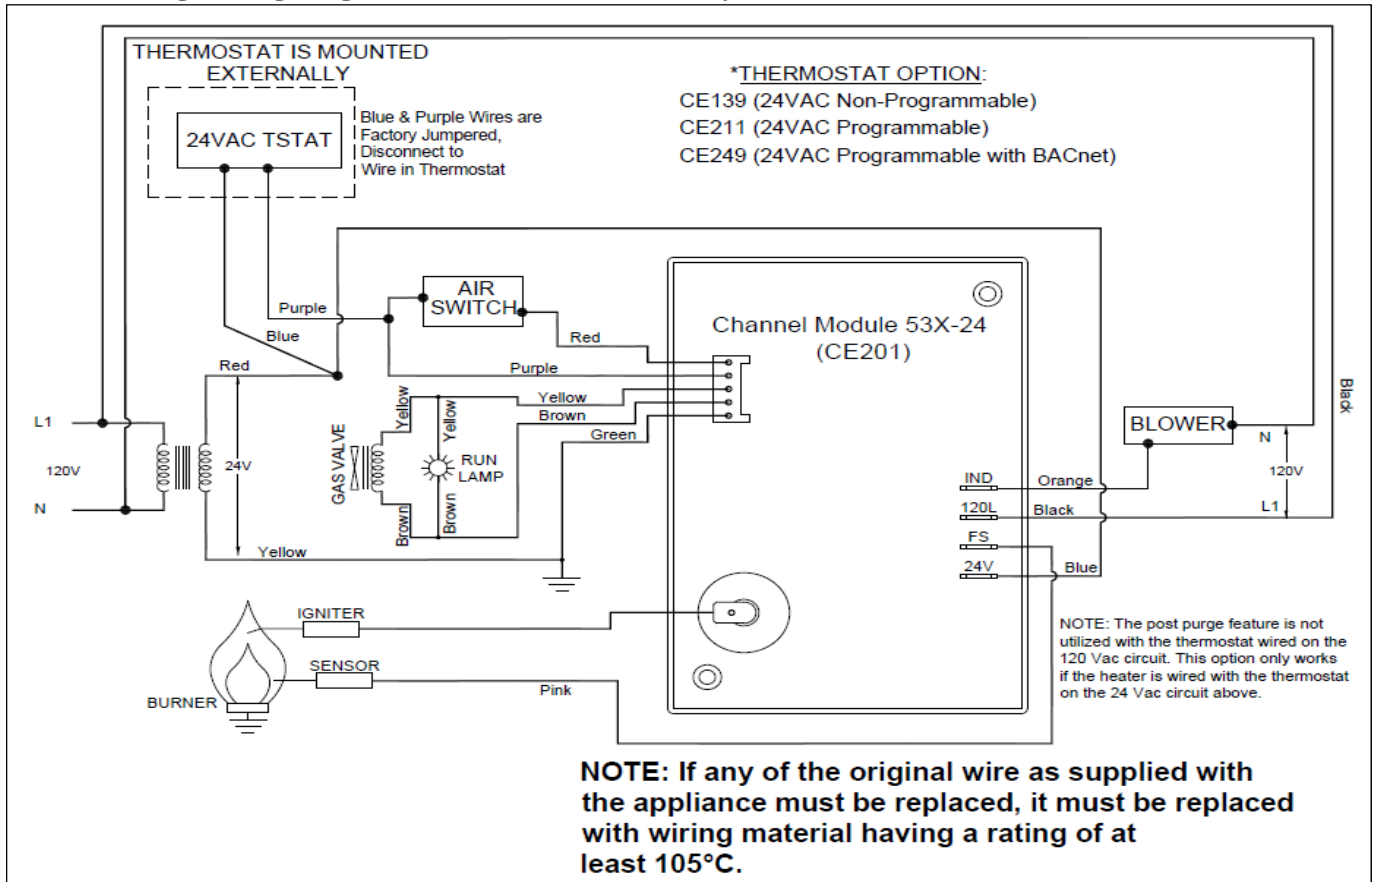 THERMOSTAT IS MOUNTED
EXTERNALLY
24VAC TSTAT
Blue & Purple Wires are
Factory Jumpered,
Disconnect to
Wire in Thermostat
*THERMOSTAT OPTION:
CE139 (24VAC Non-Programmable)
CE211 (24VAC Programmable)
CE249 (24VAC Programmable with BACnet)
AIR
SWITCH
Purple
Blue
Red
Red
Purple
Yellow
Brown
Green
Channel Module 53X-24
(CE201)
L1
120V
N
24V
GAS VALVE
Yellow
Yellow
RUN
LAMP
Brown
Brown
Yellow
BLOWER
N
120V
L1
Black
IND
Orange
120L
Black
FS
24V
Blue
IGNITER
SENSOR
BURNER
Pink
NOTE: The post purge feature is not
utilized with the thermostat wired on the
120 Vac circuit. This option only works
if the heater is wired with the thermostat
on the 24 Vac circuit above.
NOTE: If any of the original wire as supplied with
the appliance must be replaced, it must be replaced
with wiring material having a rating of at
least 105°C.